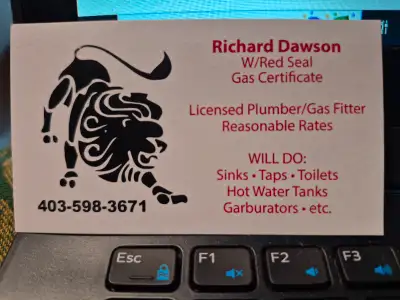 Richard Dawson
W/Red Seal
Gas Certificate
Licensed Plumber/Gas Fitter
Reasonable Rates
WILL DO:
Sinks • Taps • Toilets
Hot Water Tanks
Garburators • etc.
403-598-3671
Esc
F1
F2
F3